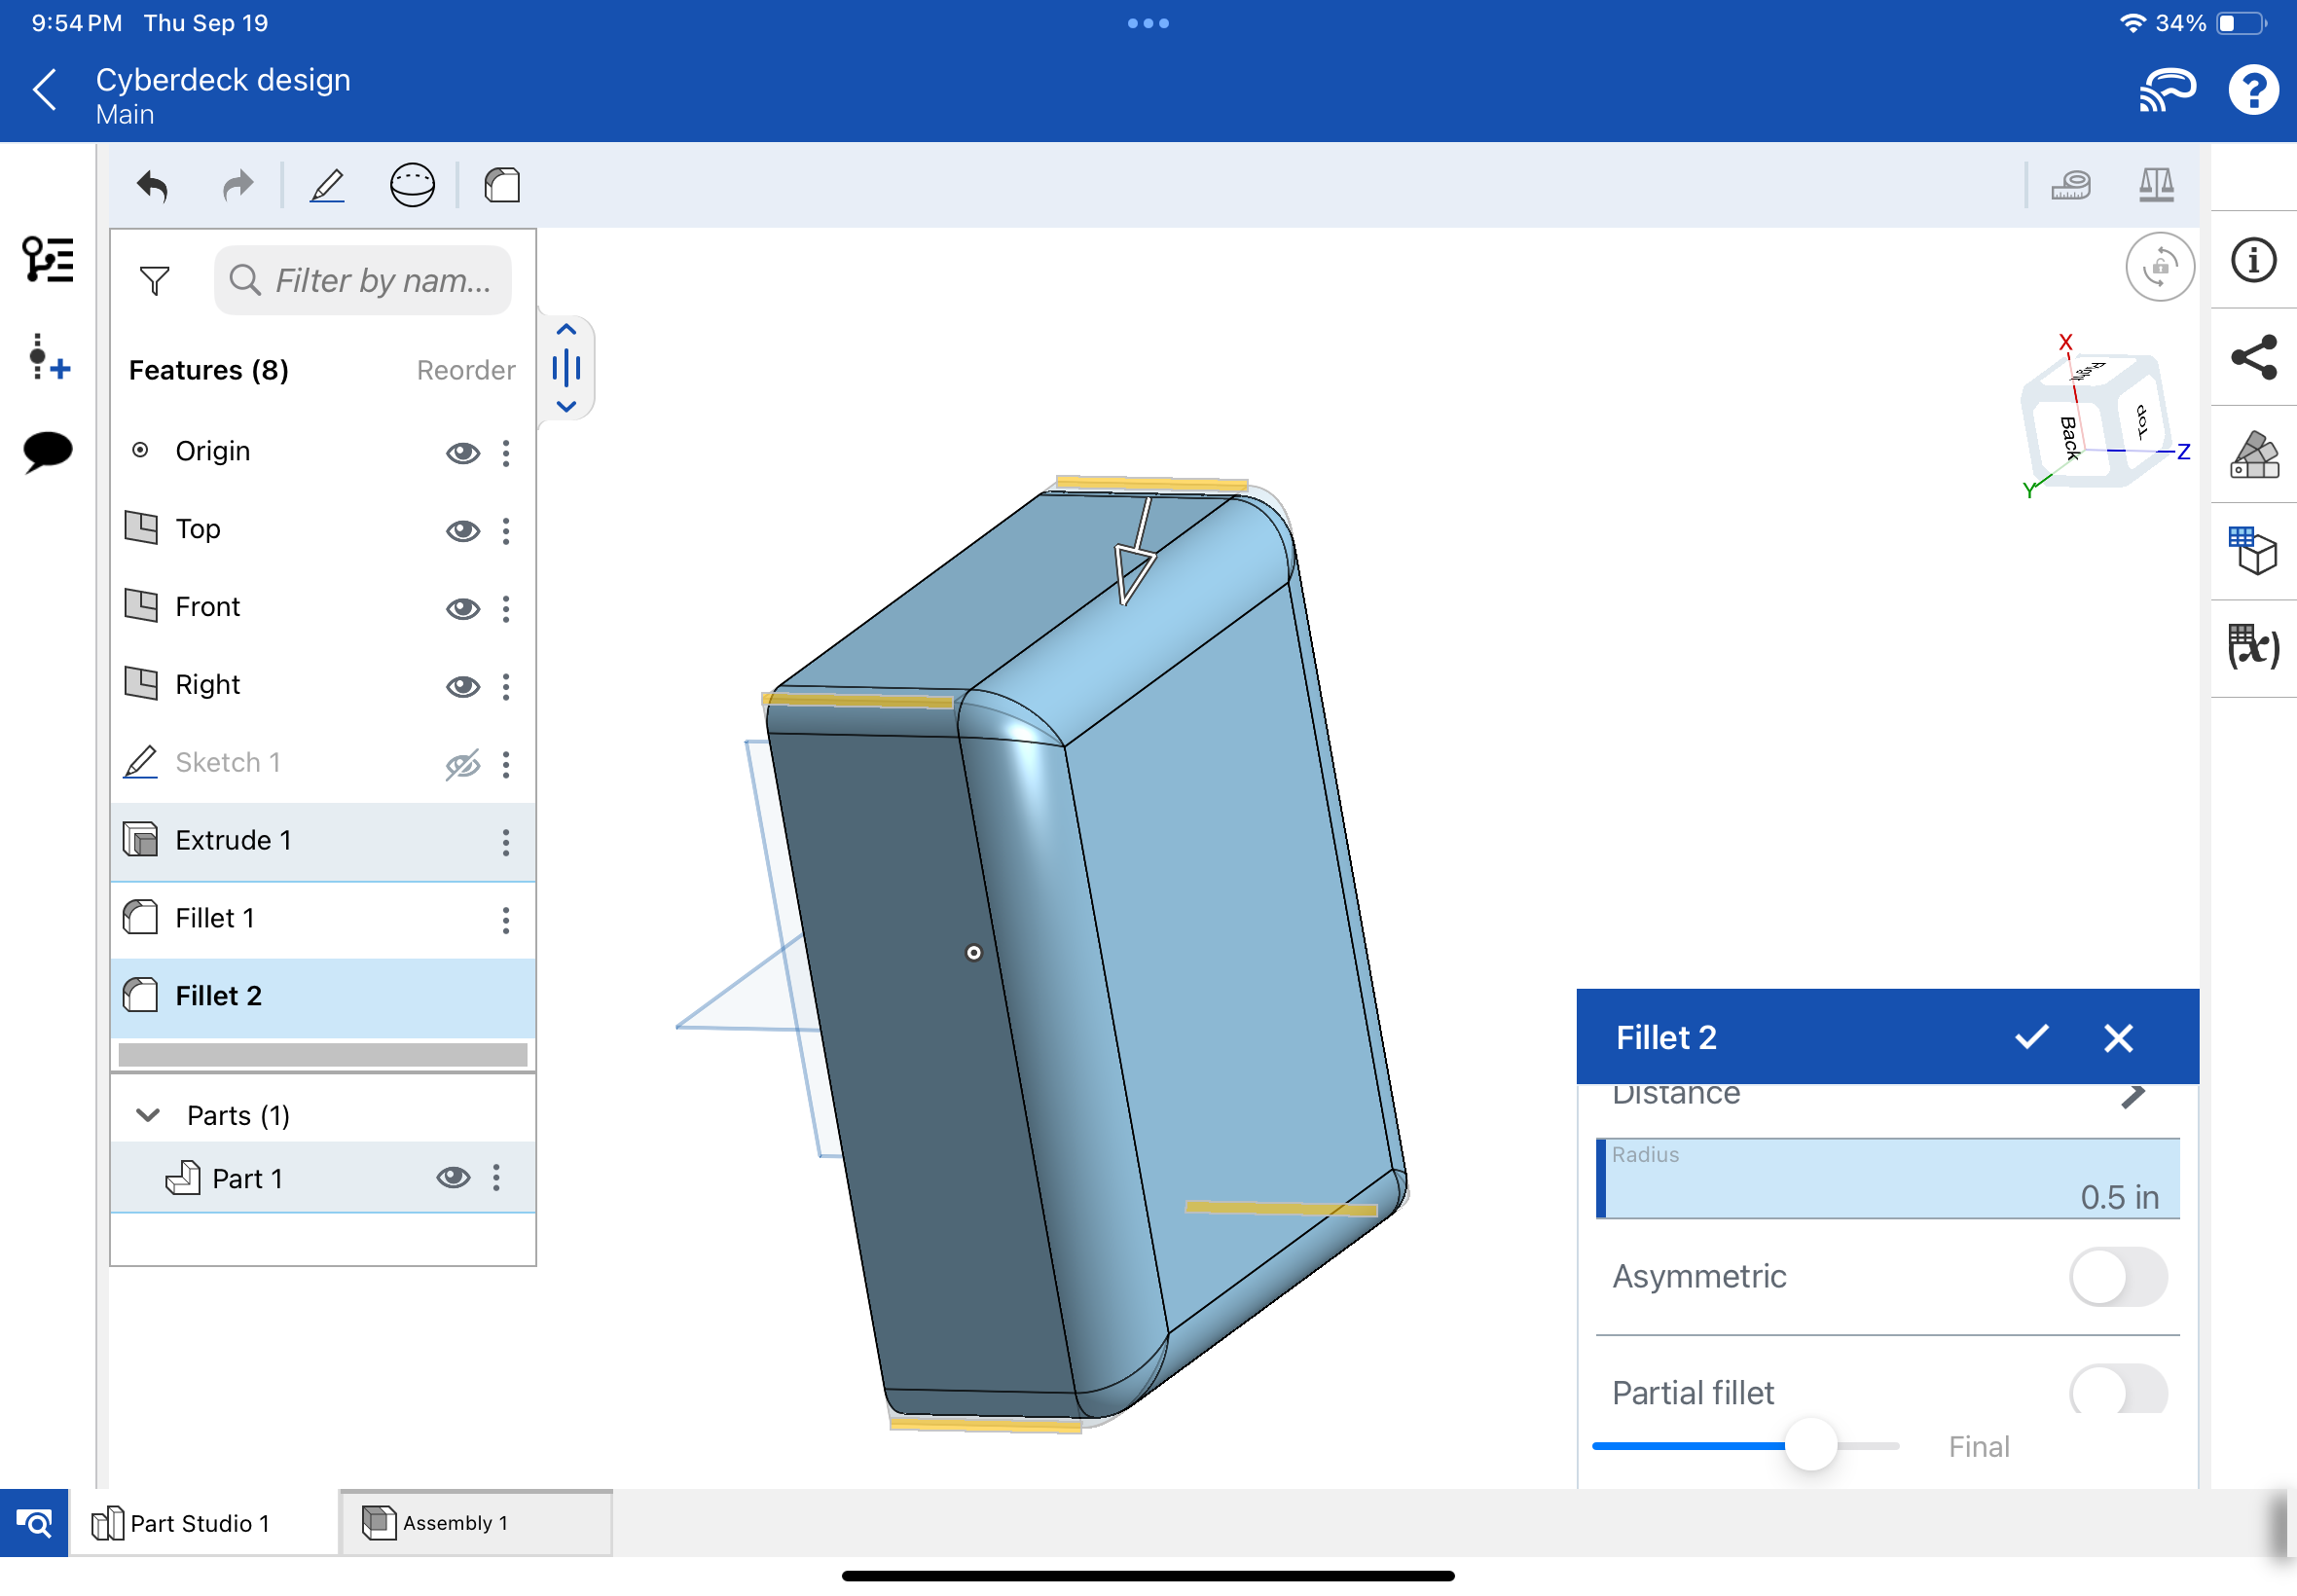 9:54 PM Thu Sep 19
34%
Cyberdeck design
Main
?
Filter by nam...
Features (8) Reorder
Origin
Top
Front
Right
Sketch 1
Extrude 1
Fillet 1
Fillet 2
Parts (1)
Part 1
X
Right
Back
Top
Z
Y
i
(x)
Fillet 2
Distance
Radius
0.5 in
Asymmetric
Partial fillet
Final
Part Studio 1
Assembly 1